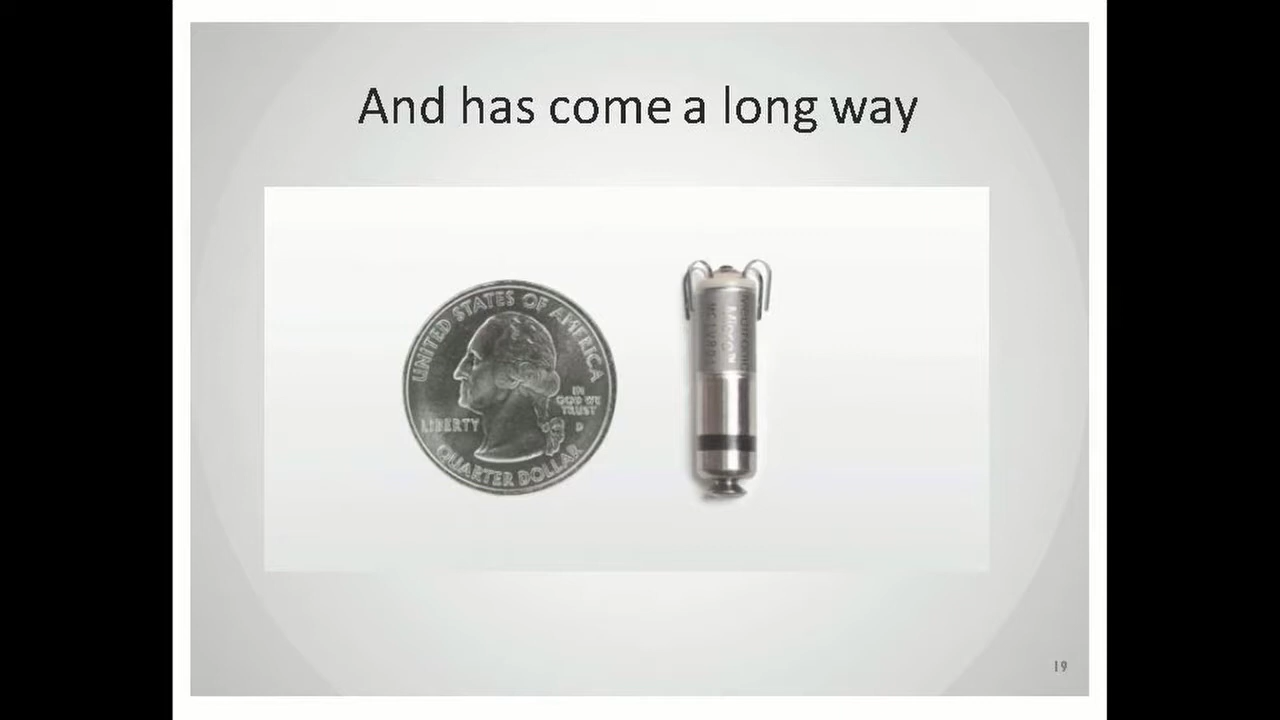 And has come a long way
UNITED STATES OF AMERICA
IN
GOD WE
TRUST
LIBERTY
D
QUARTER DOLLAR
19